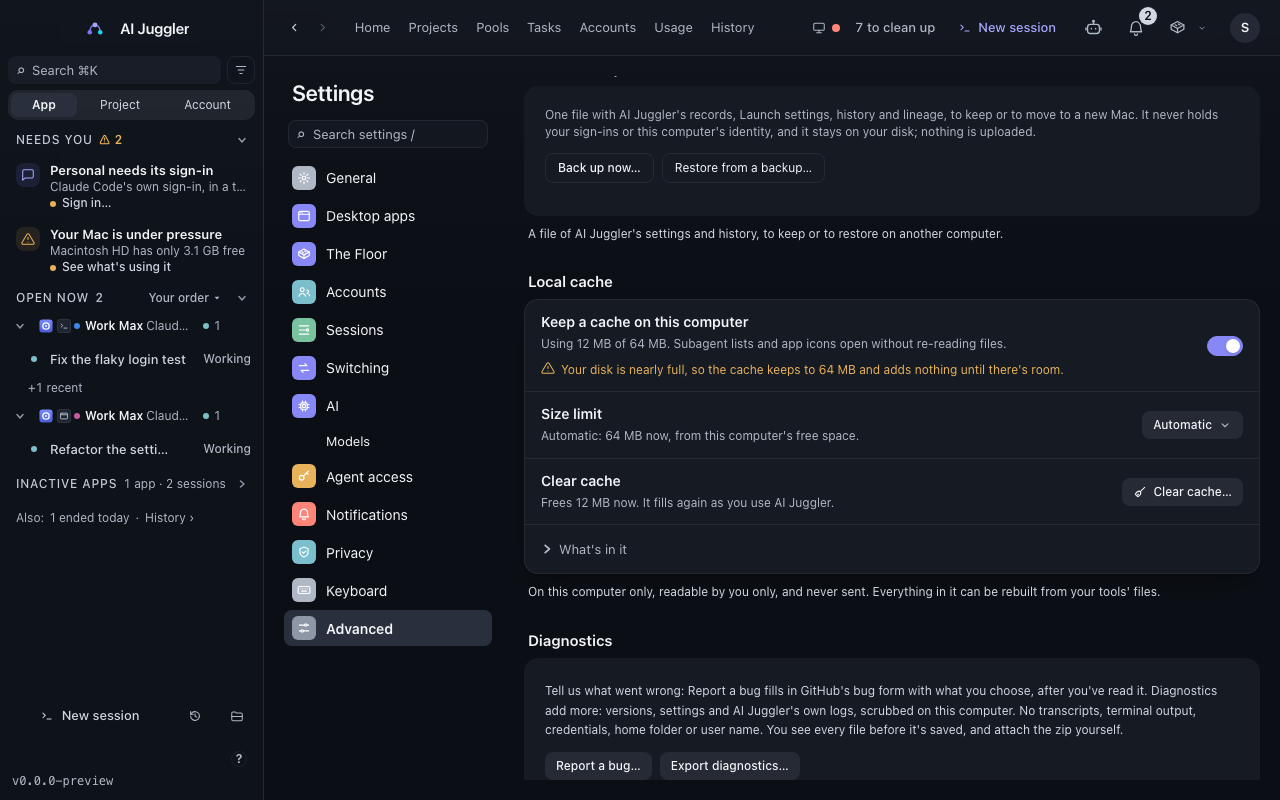 AI Juggler
Search ⌘K
App Project Account
NEEDS YOU 2
Personal needs its sign-in
Claude Code's own sign-in, in a t...
Sign in...
Your Mac is under pressure
Macintosh HD has only 3.1 GB free
See what's using it
OPEN NOW 2 Your order
Work Max Claud... 1
Fix the flaky login test Working
+1 recent
Work Max Claud... 1
Refactor the setti... Working
INACTIVE APPS 1 app · 2 sessions
Also: 1 ended today · History ›
New session
?
v0.0.0-preview
Home Projects Pools Tasks Accounts Usage History
7 to clean up
New session
2
S
Settings
Search settings /
General
Desktop apps
The Floor
Accounts
Sessions
Switching
AI
Models
Agent access
Notifications
Privacy
Keyboard
Advanced
One file with AI Juggler's records, Launch settings, history and lineage, to keep or to move to a new Mac. It never holds
your sign-ins or this computer's identity, and it stays on your disk; nothing is uploaded.
Back up now... Restore from a backup...
A file of AI Juggler's settings and history, to keep or to restore on another computer.
Local cache
Keep a cache on this computer
Using 12 MB of 64 MB. Subagent lists and app icons open without re-reading files.
Your disk is nearly full, so the cache keeps to 64 MB and adds nothing until there's room.
Size limit
Automatic: 64 MB now, from this computer's free space.
Automatic
Clear cache
Frees 12 MB now. It fills again as you use AI Juggler.
Clear cache...
What's in it
On this computer only, readable by you only, and never sent. Everything in it can be rebuilt from your tools' files.
Diagnostics
Tell us what went wrong: Report a bug fills in GitHub's bug form with what you choose, after you've read it. Diagnostics
add more: versions, settings and AI Juggler's own logs, scrubbed on this computer. No transcripts, terminal output,
credentials, home folder or user name. You see every file before it's saved, and attach the zip yourself.
Report a bug... Export diagnostics...